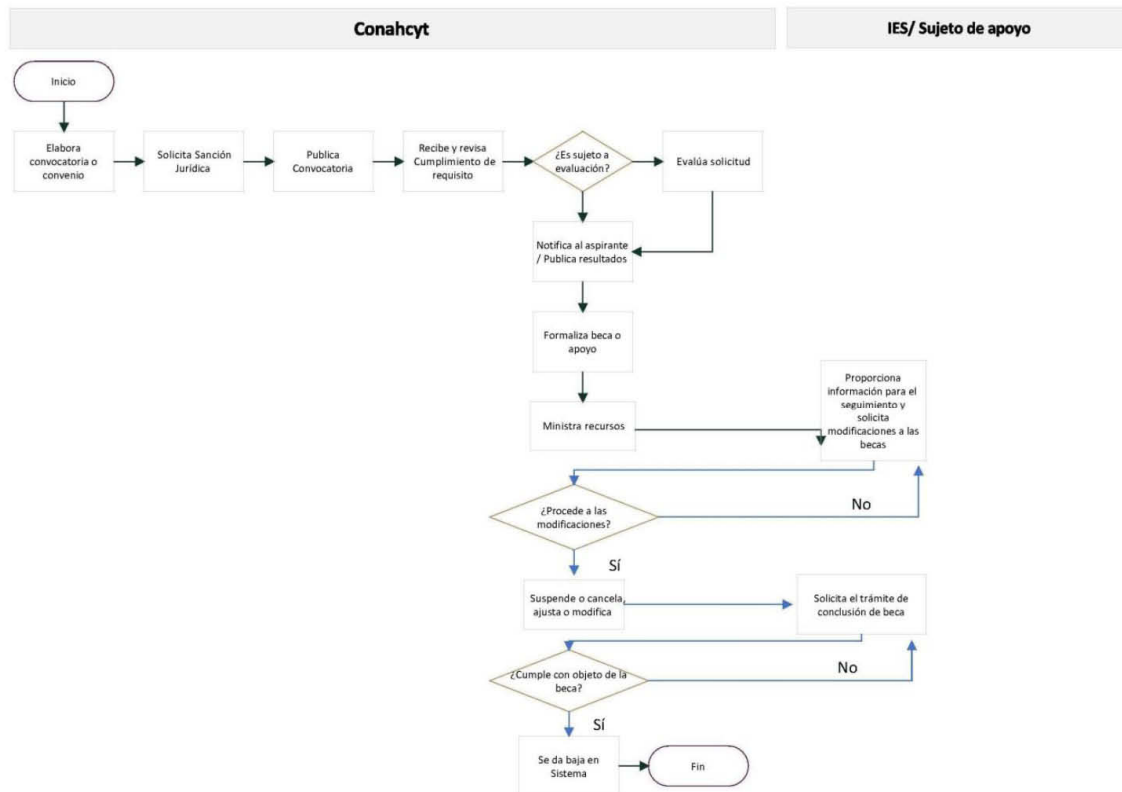 Conahcyt
IES/ Sujeto de apoyo
Inicio
Elabora
convocatoria o
convenio
Solicita Sanción
Jurídica
Publica
Convocatoria
Recibe y revisa
Cumplimiento de
requisito
¿Es sujeto a
evaluación?
Evalúa solicitud
Notifica al aspirante
/ Publica resultados
Formaliza beca o
apoyo
Ministra recursos
Proporciona
información para el
seguimiento y
solicita
modificaciones a las
becas
¿Procede a las
modificaciones?
No
Sí
Suspende o cancela,
ajusta o modifica
Solicita el trámite de
conclusión de beca
¿Cumple con objeto de la
beca?
No
Sí
Se da baja en
Sistema
Fin